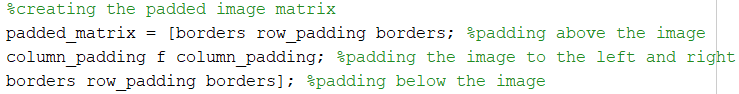 %creating the padded image matrix
padded_matrix = [borders row_padding borders; %padding above the image
column_padding f column_padding; %padding the image to the left and right
borders row_padding borders]; %padding below the image